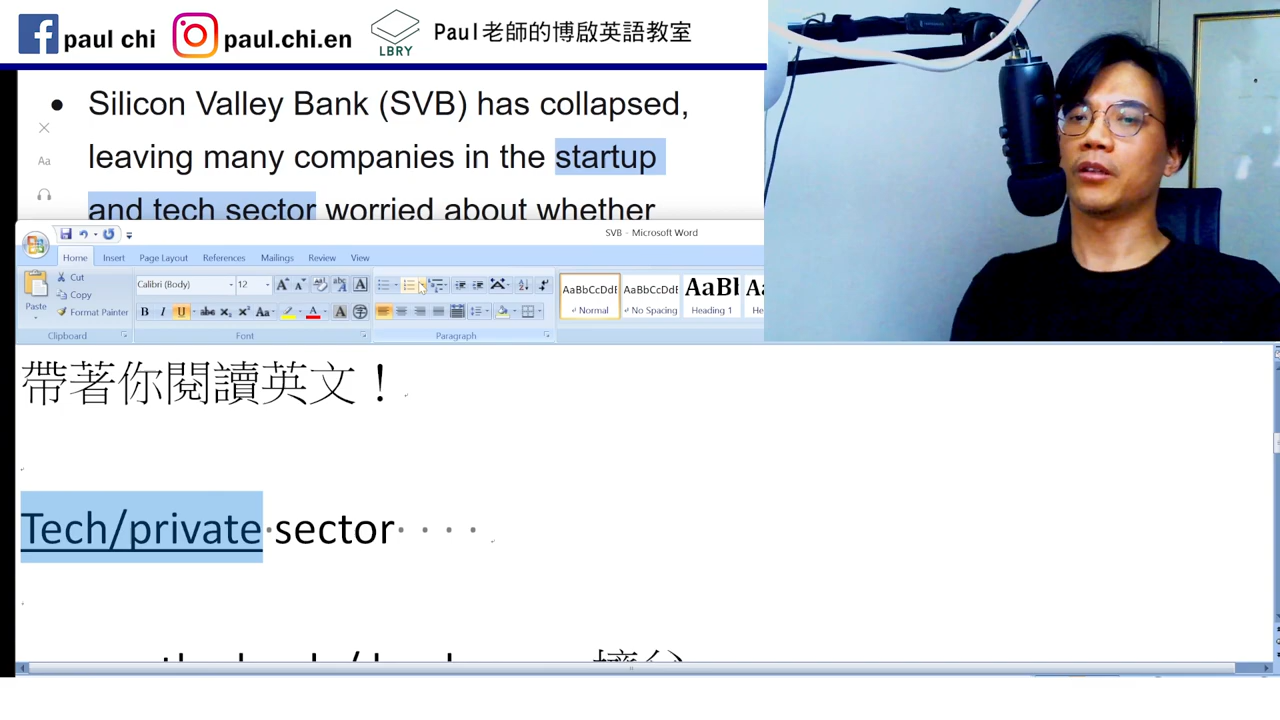 paul chi
paul.chi.en
LBRY
Paul老師的博啟英語教室
• Silicon Valley Bank (SVB) has collapsed,
leaving many companies in the startup
and tech sector worried about whether
Aa
SVB - Microsoft Word
Home Insert Page Layout References Mailings Review View
Paste
Cut
Copy
Format Painter
Calibri (Body) 12
AaBbCcDdE AaBbCcDdE AaBl
Normal No Spacing Heading 1
Clipboard Font Paragraph
帶著你閱讀英文！
Tech/private sector